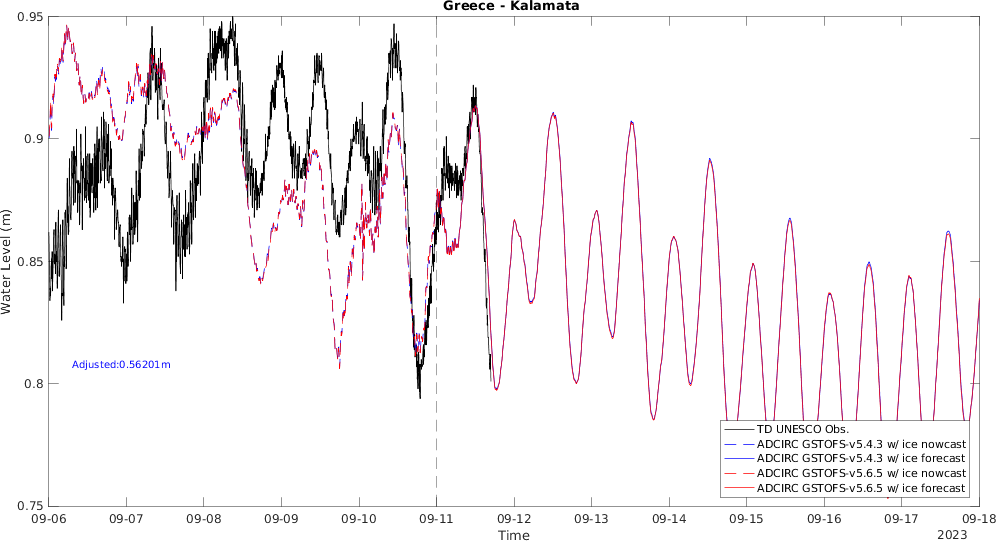 Greece - Kalamata
0.95
0.9
0.85
0.8
0.75
Water Level (m)
Adjusted:0.56201m
TD UNESCO Obs.
ADCIRC GSTOFS-v5.4.3 w/ ice nowcast
ADCIRC GSTOFS-v5.4.3 w/ ice forecast
ADCIRC GSTOFS-v5.6.5 w/ ice nowcast
ADCIRC GSTOFS-v5.6.5 w/ ice forecast
09-06 09-07 09-08 09-09 09-10 09-11 09-12 09-13 09-14 09-15 09-16 09-17 09-18
Time
2023